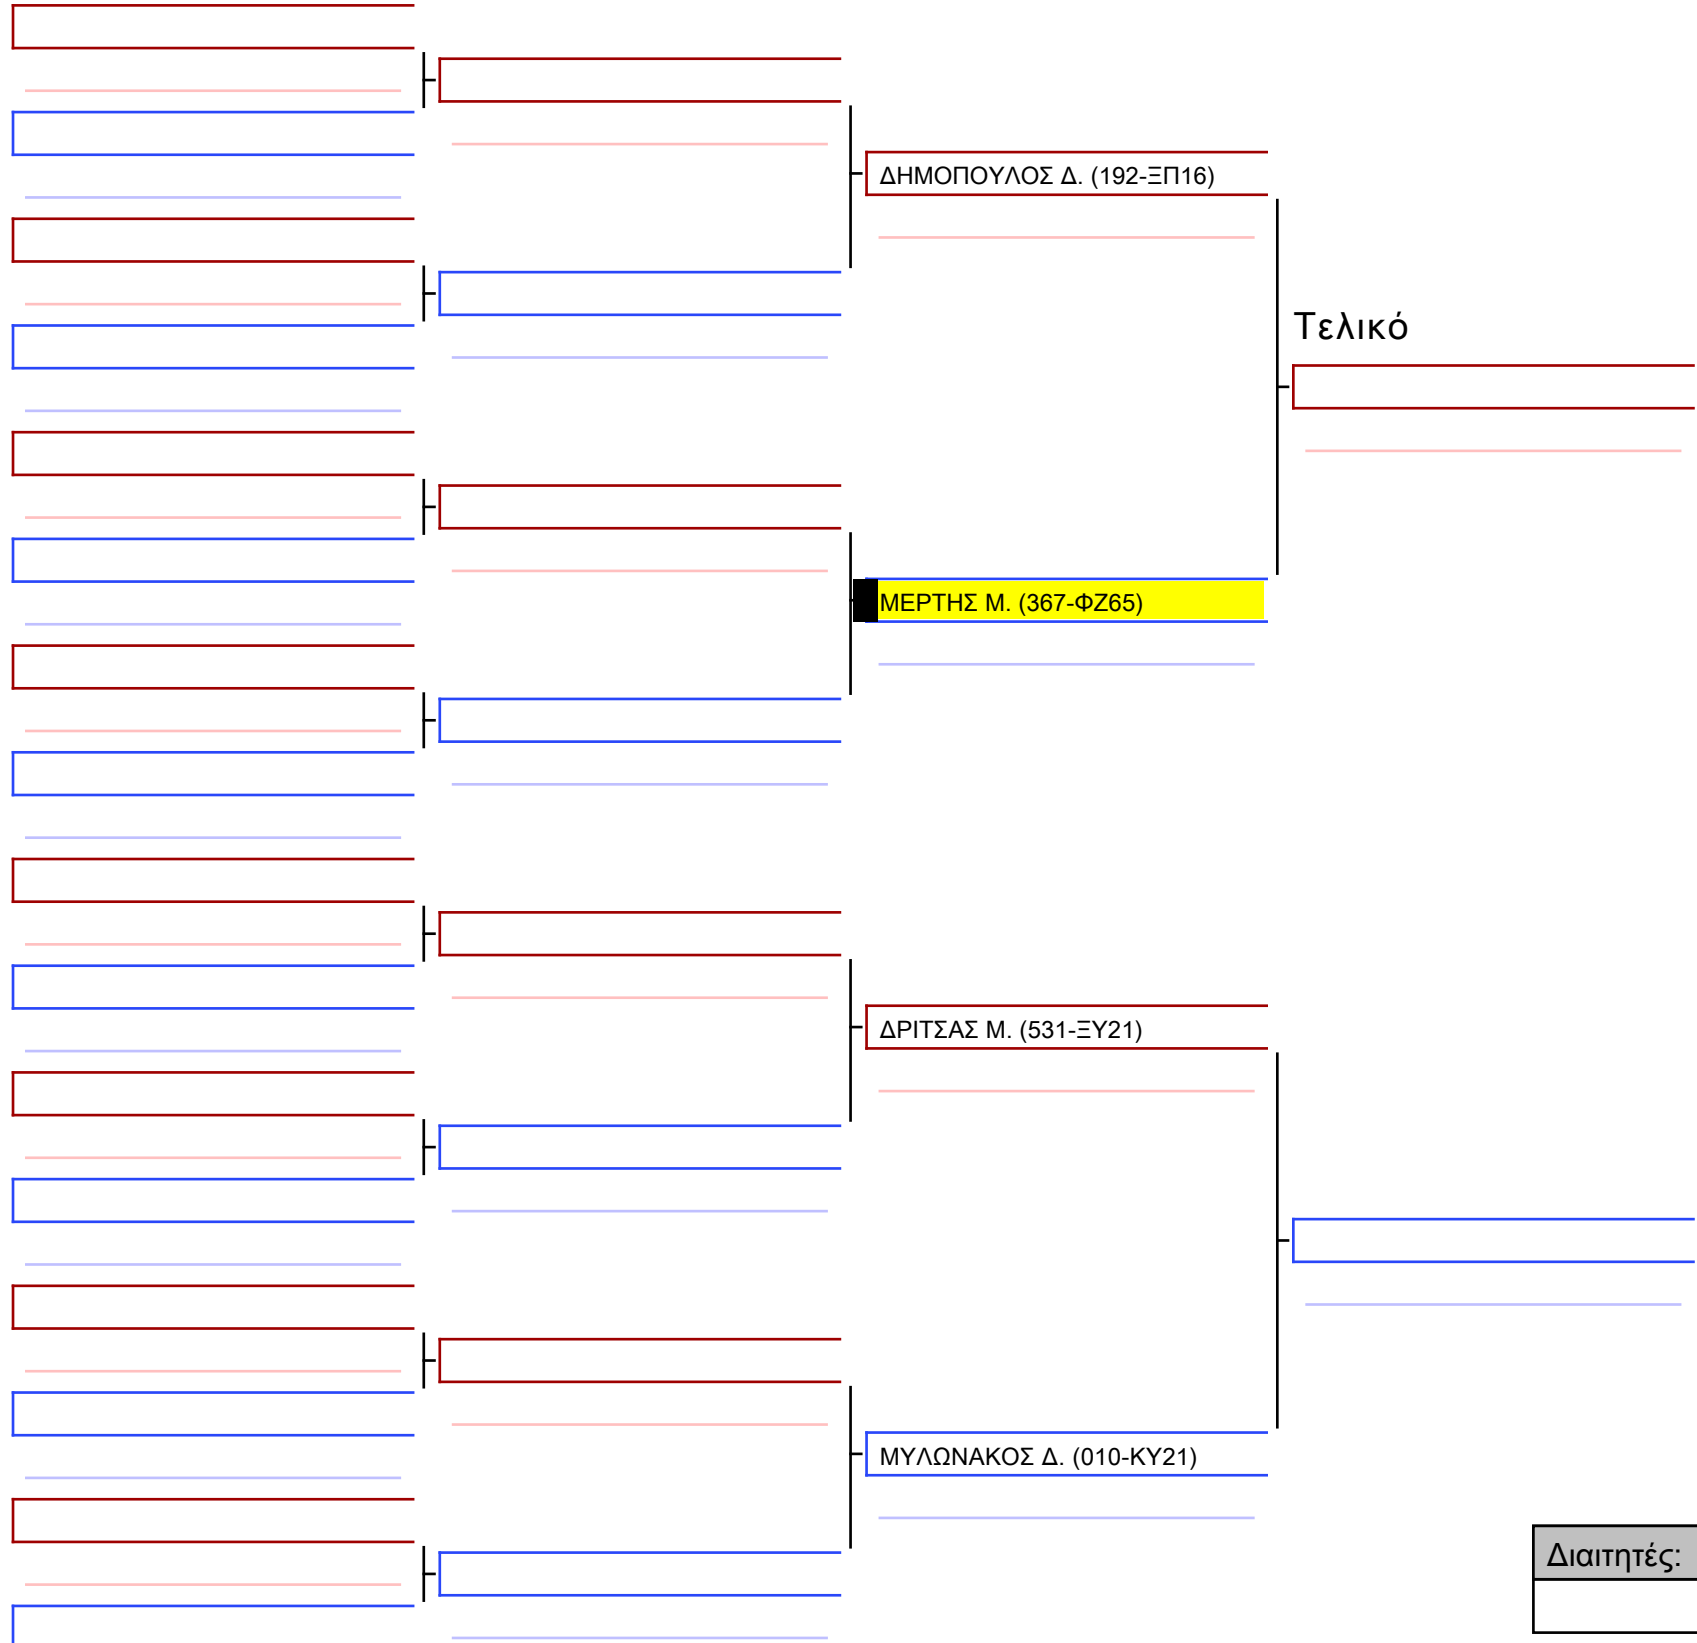 ΔΗΜΟΠΟΥΛΟΣ Δ. (192-ΞΠ16)
Τελικό
ΜΕΡΤΗΣ Μ. (367-ΦΖ65)
ΔΡΙΤΣΑΣ Μ. (531-ΞΥ21)
ΜΥΛΩΝΑΚΟΣ Δ. (010-ΚΥ21)
Διαιτητές: